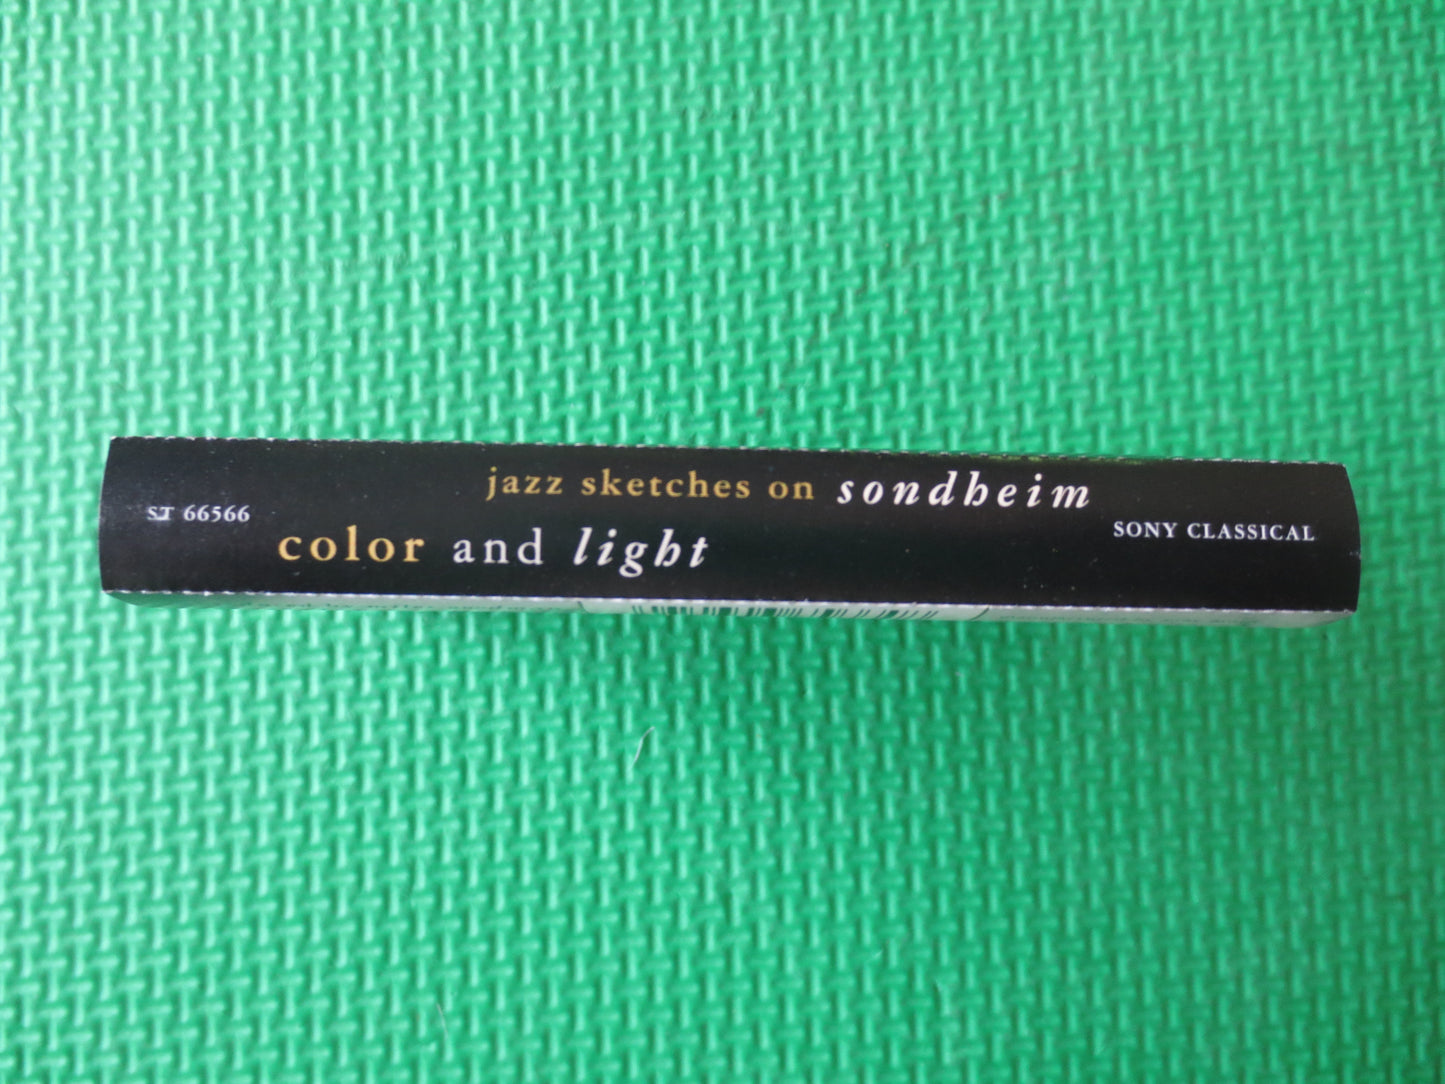 ST 66566
jazz sketches on sondheim
color and light
SONY CLASSICAL